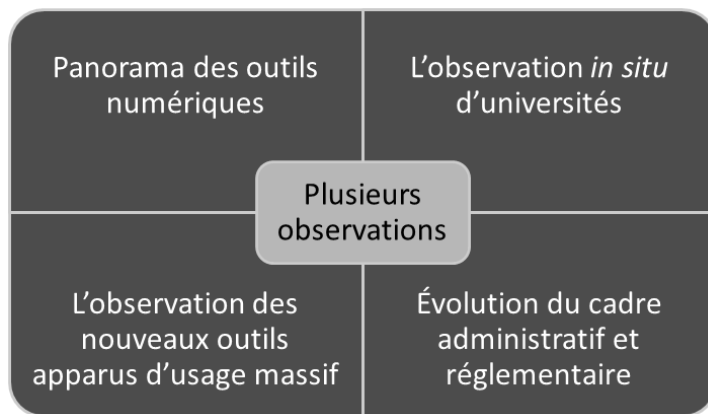 Panorama des outils
numériques
L'observation in situ
d'universités
Plusieurs
observations
L'observation des
nouveaux outils
apparus d'usage massif
Évolution du cadre
administratif et
réglementaire